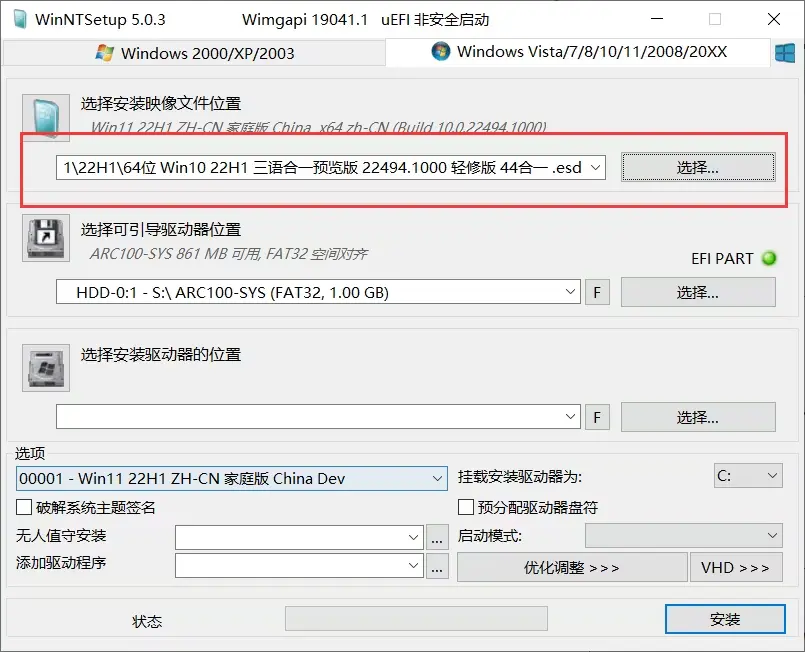 WinNTSetup 5.0.3 Wimgapi 19041.1 uEFI 非安全启动
Windows 2000/XP/2003 Windows Vista/7/8/10/11/2008/20XX
选择安装映像文件位置
Win11 22H1 ZH-CN 家庭版 China x64 zh-CN (Build 10.0.22494.1000)
1\22H1\64位 Win10 22H1 三语合一预览版 22494.1000 轻修版 44合一 .esd 选择...
选择可引导驱动器位置
ARC100-SYS 861 MB 可用, FAT32 空间对齐
EFI PART
HDD-0:1 - S:\ ARC100-SYS (FAT32, 1.00 GB) F 选择...
选择安装驱动器的位置
F 选择...
选项
00001 - Win11 22H1 ZH-CN 家庭版 China Dev 挂载安装驱动器为: C:
破解系统主题签名 预分配驱动器盘符
无人值守安装 ... 启动模式:
添加驱动程序 ... 优化调整 >>> VHD >>>
状态 安装